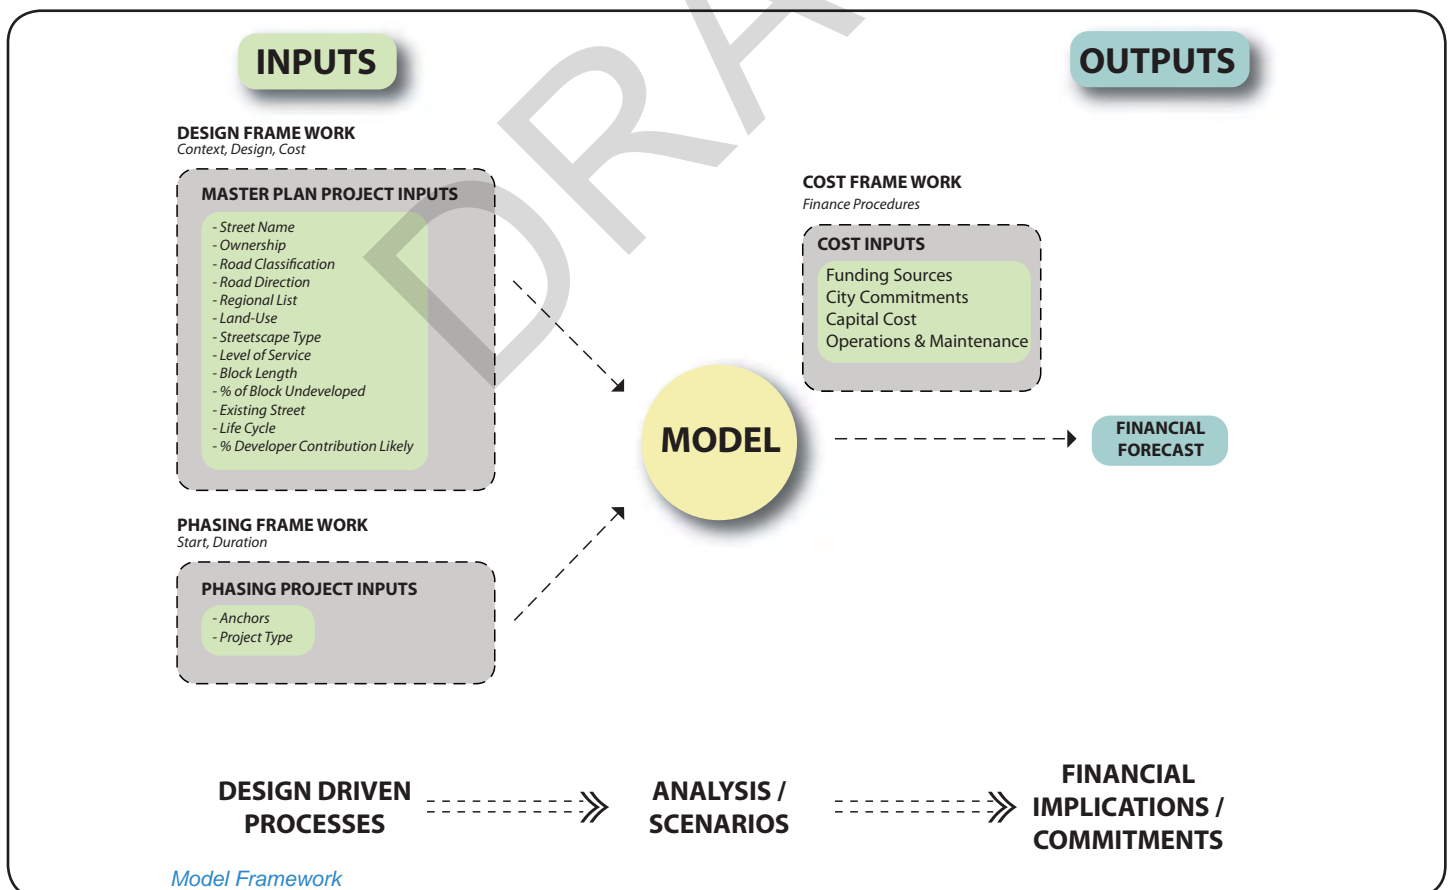 INPUTS
OUTPUTS
DESIGN FRAME WORK
Context, Design, Cost
MASTER PLAN PROJECT INPUTS
- Street Name
- Ownership
- Road Classification
- Road Direction
- Regional List
- Land-Use
- Streetscape Type
- Level of Service
- Block Length
- % of Block Undeveloped
- Existing Street
- Life Cycle
- % Developer Contribution Likely
PHASING FRAME WORK
Start, Duration
PHASING PROJECT INPUTS
- Anchors
- Project Type
MODEL
COST FRAME WORK
Finance Procedures
COST INPUTS
Funding Sources
City Commitments
Capital Cost
Operations & Maintenance
FINANCIAL
FORECAST
DESIGN DRIVEN
PROCESSES
ANALYSIS /
SCENARIOS
FINANCIAL
IMPLICATIONS /
COMMITMENTS
Model Framework
DRA